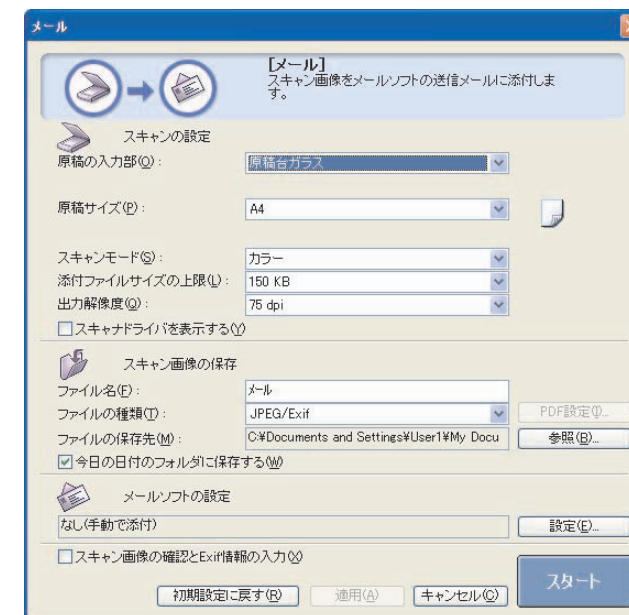 メール
[メール]
スキャン画像をメールソフトの送信メールに添付しま
す。
スキャンの設定
原稿の入力部(O): 原稿台ガラス
原稿サイズ(P): A4
スキャンモード(S): カラー
添付ファイルサイズの上限(L): 150 KB
出力解像度(Q): 75 dpi
スキャナドライバを表示する(Y)
スキャン画像の保存
ファイル名(F): メール
ファイルの種類(T): JPEG/Exif PDF設定(I)...
ファイルの保存先(M): C:¥Documents and Settings¥User1¥My Docu 参照(B)...
今日の日付のフォルダに保存する(W)
メールソフトの設定
なし(手動で添付) 設定(E)...
スキャン画像の確認とExif情報の入力(X)
初期設定に戻す(R) 適用(A) キャンセル(C) スタート